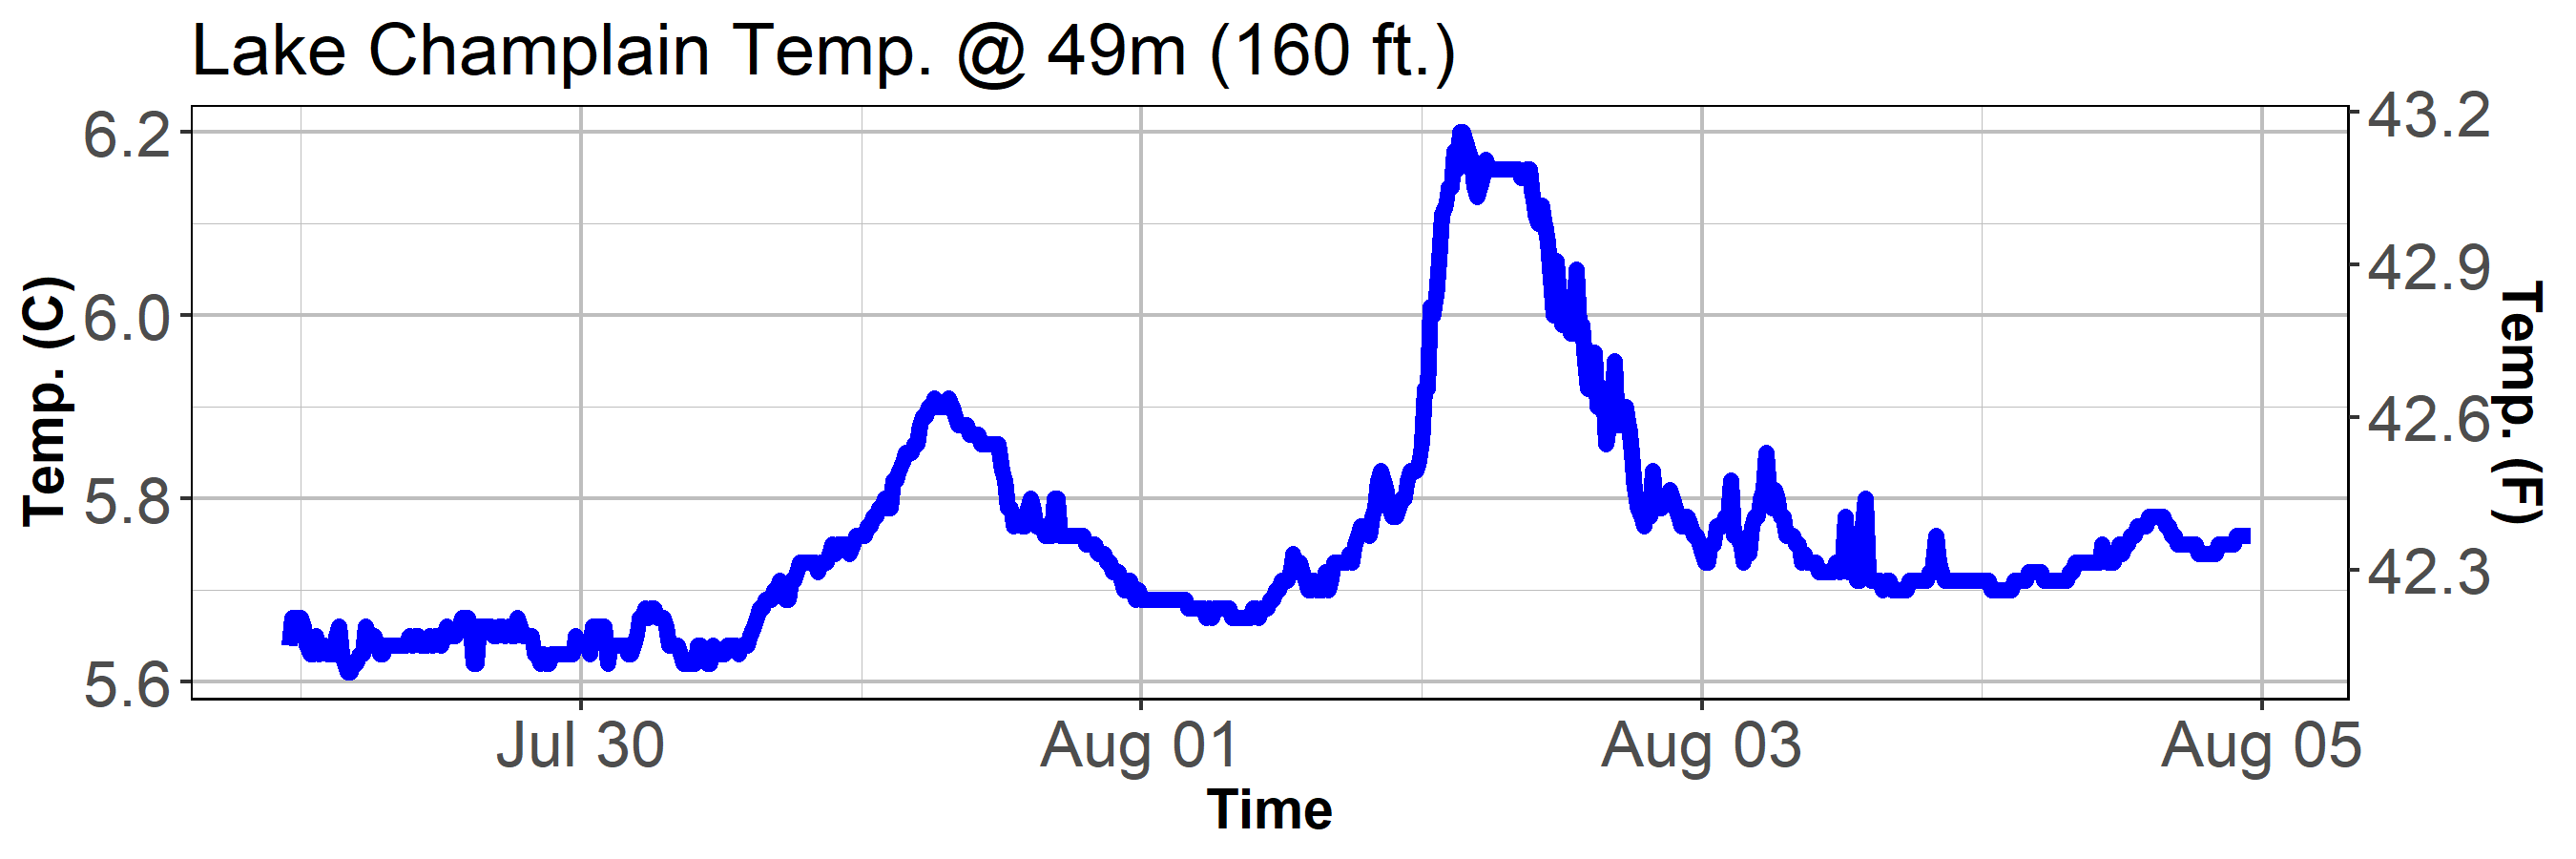 Lake Champlain Temp. @ 49m (160 ft.)
6.2
6.0
5.8
5.6
Temp. (C)
43.2
42.9
42.6
42.3
Temp. (F)
Jul 30
Aug 01
Aug 03
Aug 05
Time